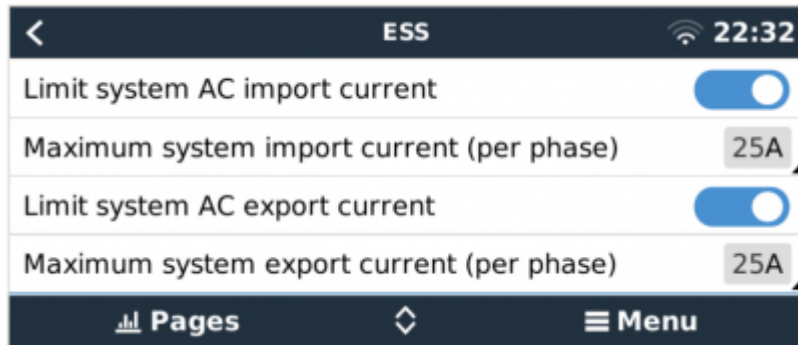 ESS 22:32
Limit system AC import current
Maximum system import current (per phase) 25A
Limit system AC export current
Maximum system export current (per phase) 25A
Pages Menu